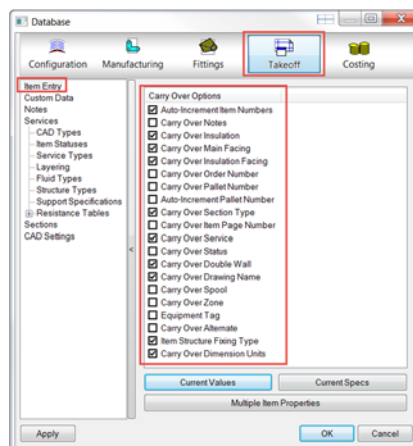 Database
Configuration
Manufacturing
Fittings
Takeoff
Costing
Item Entry
Custom Data
Notes
Services
CAD Types
Item Statuses
Service Types
Layering
Fluid Types
Structure Types
Support Specifications
Resistance Tables
Sections
CAD Settings
<
Carry Over Options
Auto-Increment Item Numbers
Carry Over Notes
Carry Over Insulation
Carry Over Main Facing
Carry Over Insulation Facing
Carry Over Order Number
Carry Over Pallet Number
Auto-Increment Pallet Number
Carry Over Section Type
Carry Over Item Page Number
Carry Over Service
Carry Over Status
Carry Over Double Wall
Carry Over Drawing Name
Carry Over Spool
Carry Over Zone
Equipment Tag
Carry Over Alternate
Item Structure Fixing Type
Carry Over Dimension Units
Current Values
Current Specs
Multiple Item Properties
Apply
OK
Cancel